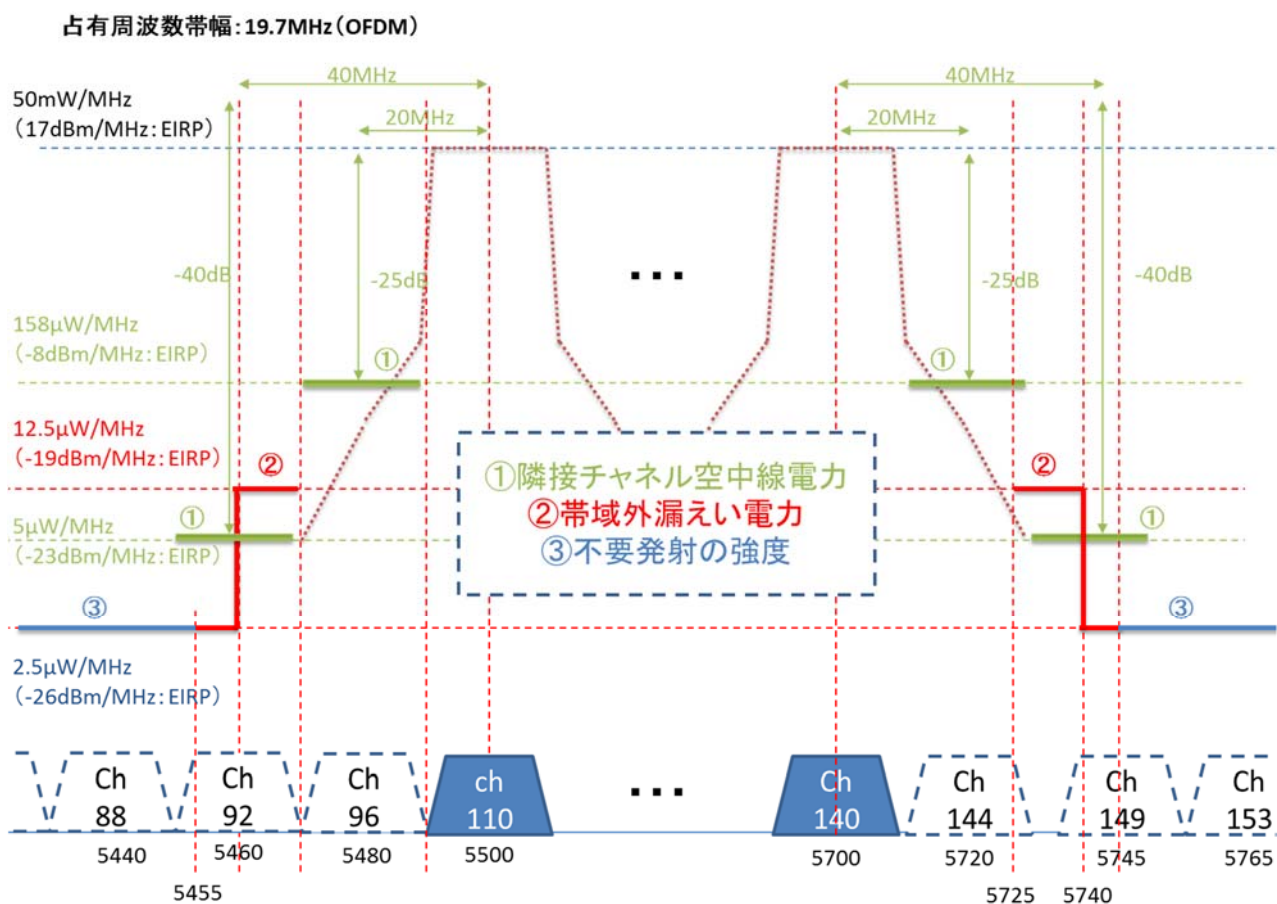 占有周波数帯幅:19.7MHz(OFDM)
40MHz
40MHz
50mW/MHz
(17dBm/MHz:EIRP)
20MHz
20MHz
-40dB
-25dB
...
-25dB
-40dB
158μW/MHz
(-8dBm/MHz:EIRP)
①
①
12.5μW/MHz
(-19dBm/MHz:EIRP)
②
②
①隣接チャネル空中線電力
②帯域外漏えい電力
③不要発射の強度
①
①
5μW/MHz
(-23dBm/MHz:EIRP)
③
③
2.5μW/MHz
(-26dBm/MHz:EIRP)
Ch
88
Ch
92
Ch
96
ch
110
...
Ch
140
Ch
144
Ch
149
Ch
153
5440
5460
5480
5500
5700
5720
5745
5765
5455
5725
5740